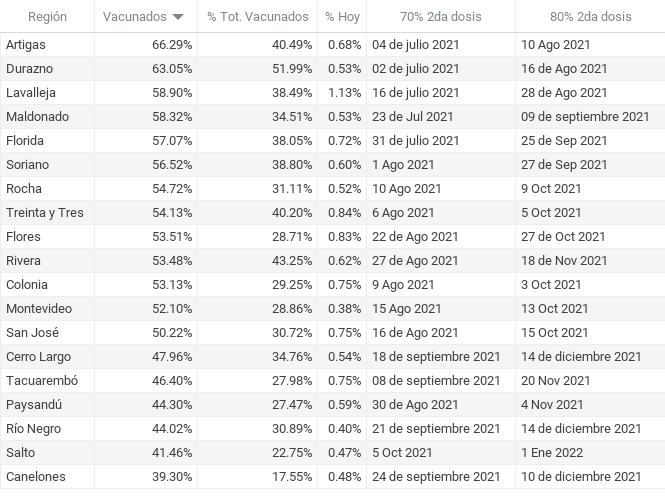 Región Vacunados % Tot. Vacunados % Hoy 70% 2da dosis 80% 2da dosis
Artigas 66.29% 40.49% 0.68% 04 de julio 2021 10 Ago 2021
Durazno 63.05% 51.99% 0.53% 02 de julio 2021 16 de Ago 2021
Lavalleja 58.90% 38.49% 1.13% 16 de julio 2021 28 de Ago 2021
Maldonado 58.32% 34.51% 0.53% 23 de Jul 2021 09 de septiembre 2021
Florida 57.07% 38.05% 0.72% 31 de julio 2021 25 de Sep 2021
Soriano 56.52% 38.80% 0.60% 1 Ago 2021 27 de Sep 2021
Rocha 54.72% 31.11% 0.52% 10 Ago 2021 9 Oct 2021
Treinta y Tres 54.13% 40.20% 0.84% 6 Ago 2021 5 Oct 2021
Flores 53.51% 28.71% 0.83% 22 de Ago 2021 27 de Oct 2021
Rivera 53.48% 43.25% 0.62% 27 de Ago 2021 18 de Nov 2021
Colonia 53.13% 29.25% 0.75% 9 Ago 2021 3 Oct 2021
Montevideo 52.10% 28.86% 0.38% 15 Ago 2021 13 Oct 2021
San José 50.22% 30.72% 0.75% 16 de Ago 2021 15 Oct 2021
Cerro Largo 47.96% 34.76% 0.54% 18 de septiembre 2021 14 de diciembre 2021
Tacuarembó 46.40% 27.98% 0.75% 08 de septiembre 2021 20 Nov 2021
Paysandú 44.30% 27.47% 0.59% 30 de Ago 2021 4 Nov 2021
Río Negro 44.02% 30.89% 0.40% 21 de septiembre 2021 14 de diciembre 2021
Salto 41.46% 22.75% 0.47% 5 Oct 2021 1 Ene 2022
Canelones 39.30% 17.55% 0.48% 24 de septiembre 2021 10 de diciembre 2021